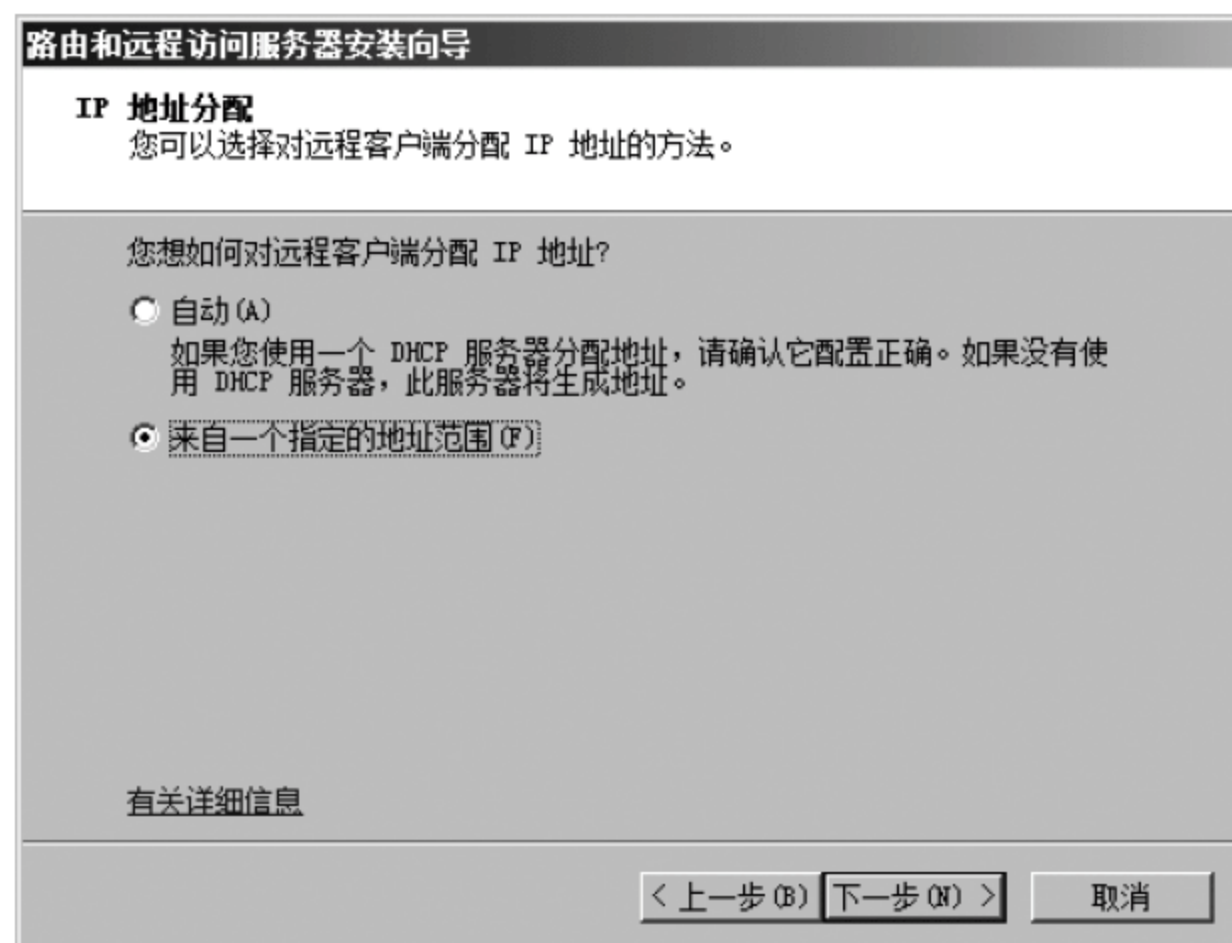 路由和远程访问服务器安装向导
IP 地址分配
您可以选择对远程客户端分配 IP 地址的方法。
您想如何对远程客户端分配 IP 地址?
自动(A)
如果您使用一个 DHCP 服务器分配地址，请确认它配置正确。如果没有使
用 DHCP 服务器，此服务器将生成地址。
来自一个指定的地址范围(F)
有关详细信息
< 上一步(B) 下一步(N) > 取消